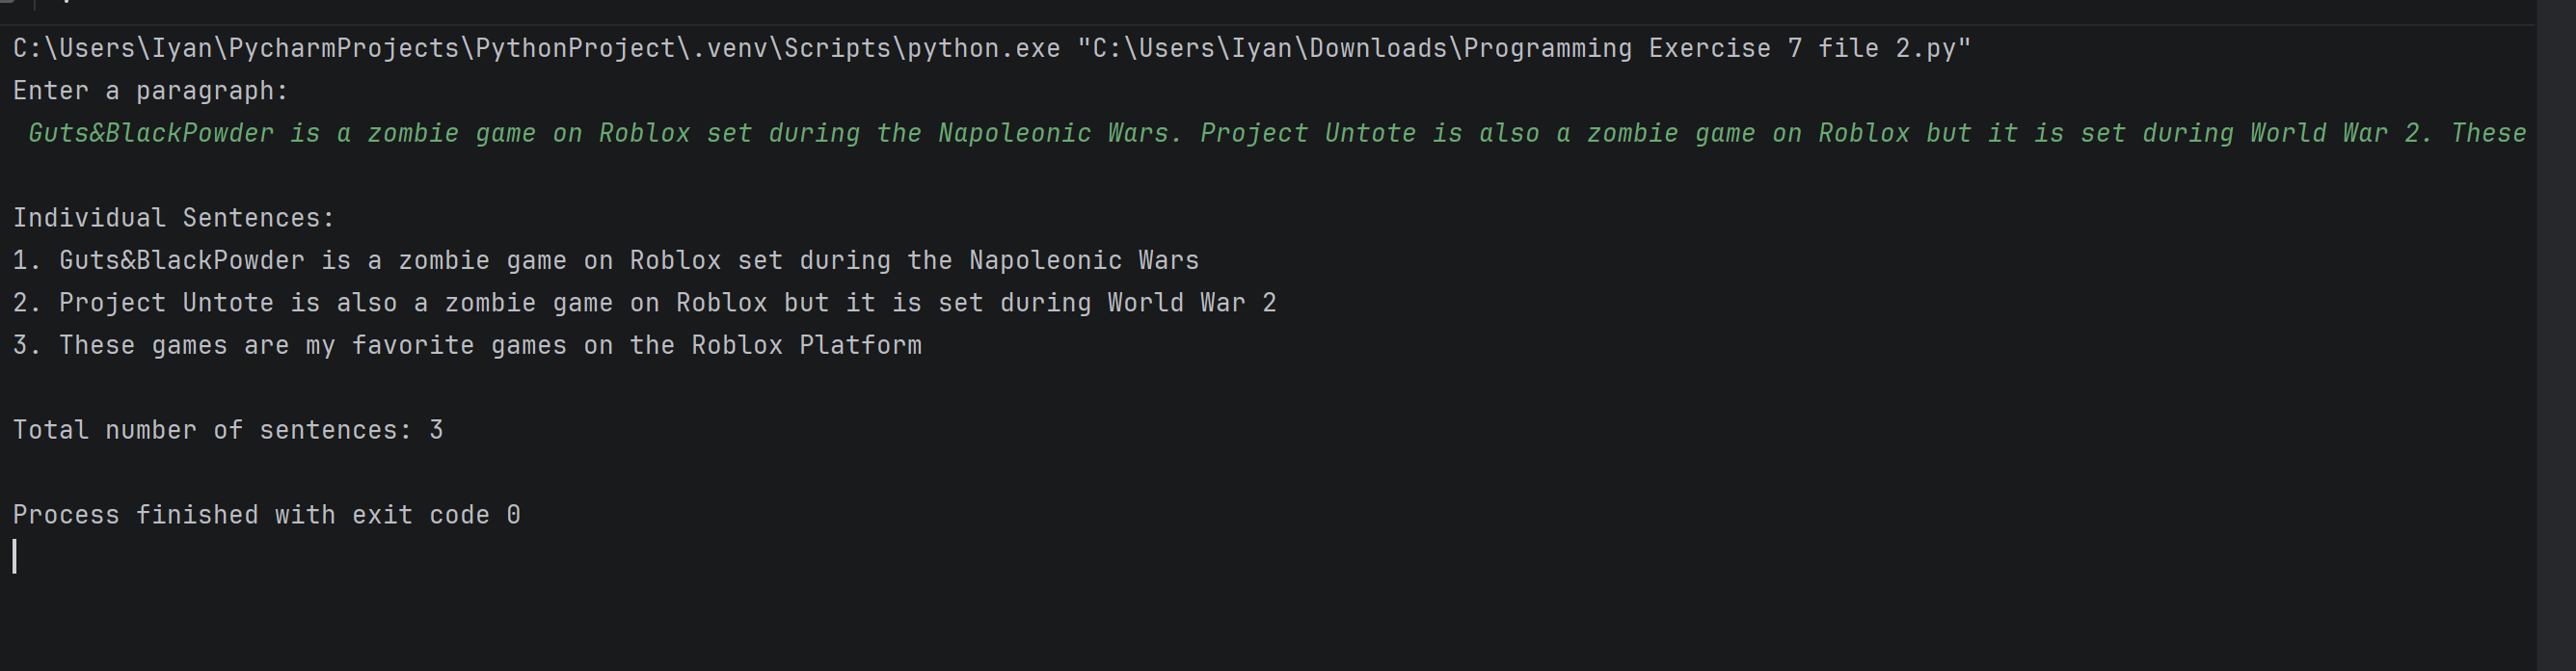 C:\Users\Iyan\PycharmProjects\PythonProject\.venv\Scripts\python.exe "C:\Users\Iyan\Downloads\Programming Exercise 7 file 2.py"
Enter a paragraph:
Guts&BlackPowder is a zombie game on Roblox set during the Napoleonic Wars. Project Untote is also a zombie game on Roblox but it is set during World War 2. These
Individual Sentences:
1. Guts&BlackPowder is a zombie game on Roblox set during the Napoleonic Wars
2. Project Untote is also a zombie game on Roblox but it is set during World War 2
3. These games are my favorite games on the Roblox Platform
Total number of sentences: 3
Process finished with exit code 0